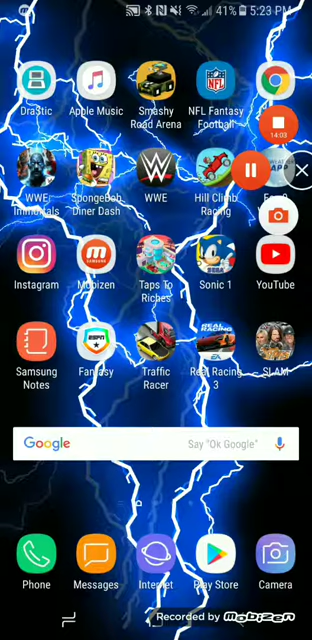 41% 5:23 PM
DraStic Apple Music Smashy Road Arena NFL Fantasy Football
14:03
WWE Immortals SpongeBob Diner Dash WWE Hill Climb Racing
APP
Instagram Mobizen Taps To Riches Sonic 1 YouTube
Samsung Notes Fantasy Traffic Racer Real Racing 3 SLAM
Google Say "Ok Google"
Phone Messages Internet Play Store Camera
Recorded by mobizen